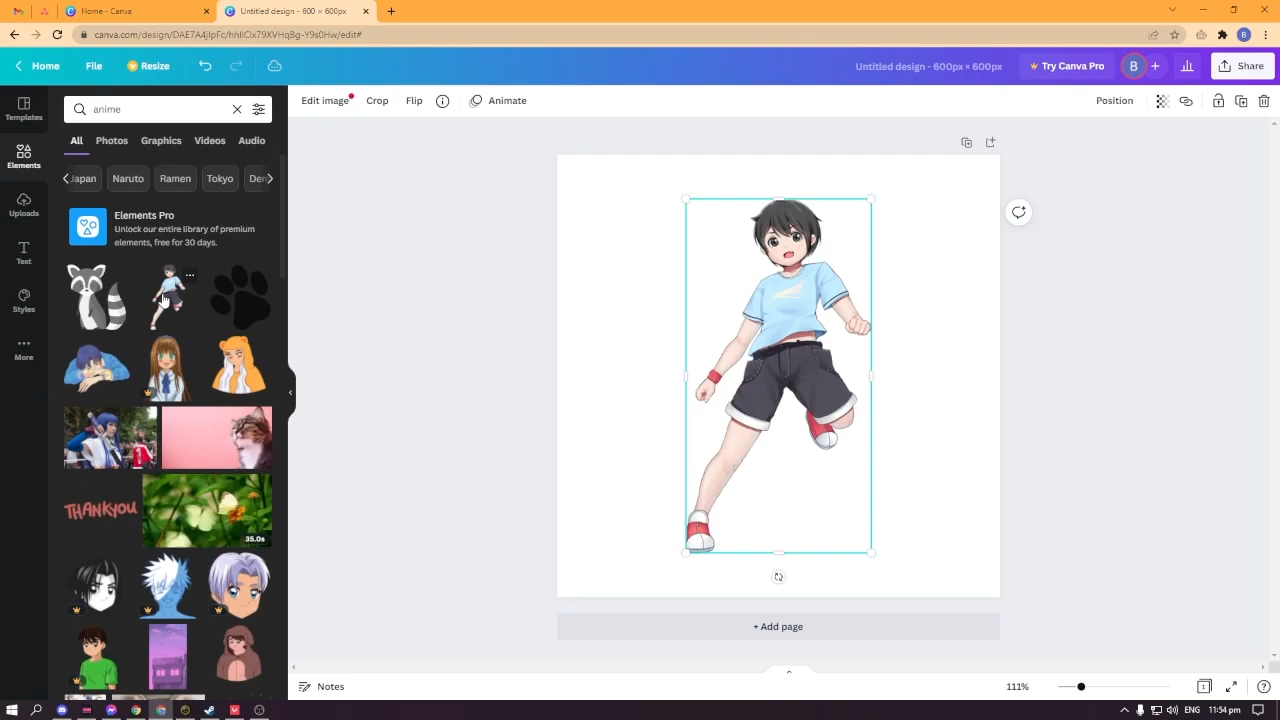 Home - Canva
Untitled design - 600 × 600px
canva.com/design/DAE7A4jIpFc/hhIlCIx79XVHqBg-Y9s0Hw/edit#
Home
File
Resize
Untitled design - 600px × 600px
Try Canva Pro
B
Share
Templates
Elements
Uploads
Text
Styles
More
anime
All
Photos
Graphics
Videos
Audio
Japan
Naruto
Ramen
Tokyo
Elements Pro
Unlock our entire library of premium
elements, free for 30 days.
THANKYOU
35.0s
Edit image
Crop
Flip
Animate
Position
+ Add page
Notes
111%
1
11:54 pm